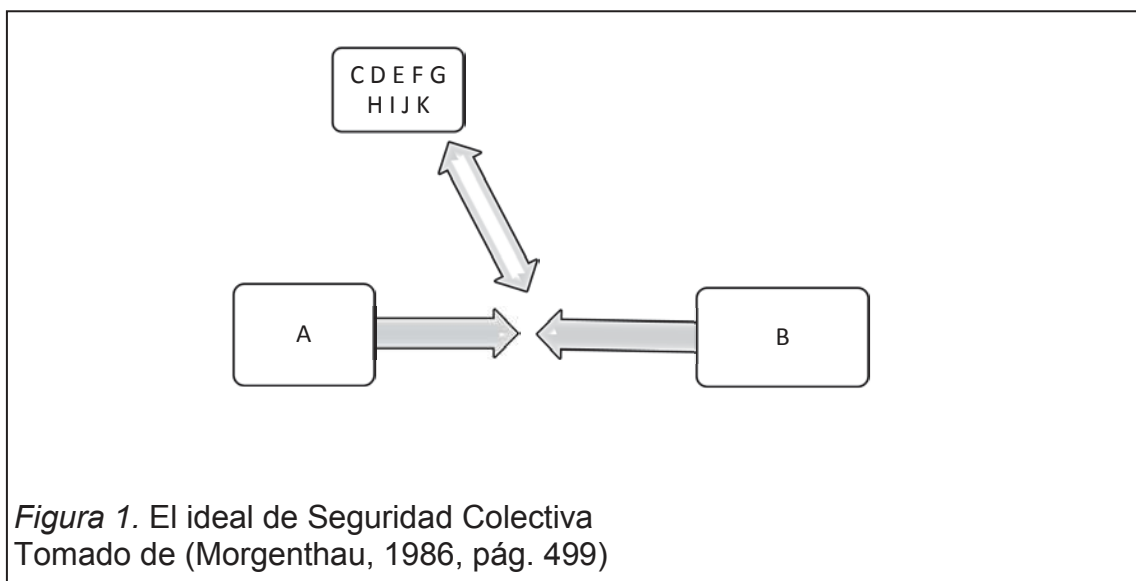 C D E F G
H I J K
A
B
Figura 1. El ideal de Seguridad Colectiva
Tomado de (Morgenthau, 1986, pág. 499)